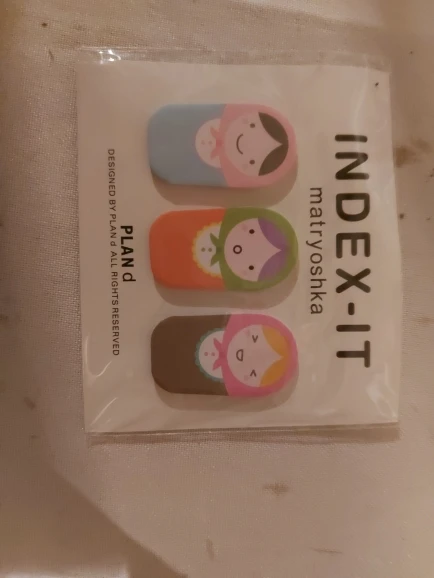 INDEX-IT
matryoshka
PLAN d
DESIGNED BY PLAN d ALL RIGHTS RESERVED